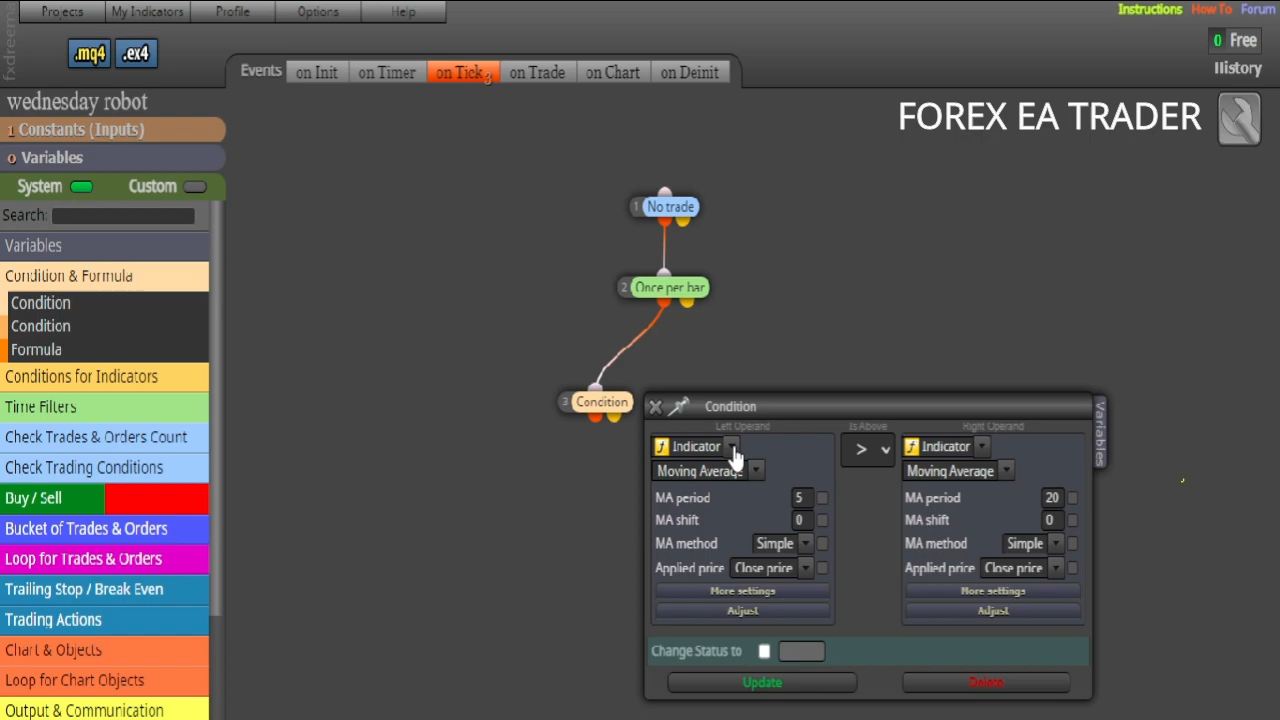 Projects
My Indicators
Profile
Options
Help
Instructions
How To
Forum
fxdreema
.mq4
.ex4
0 Free
History
Events
on Init
on Timer
on Tick 3
on Trade
on Chart
on Deinit
wednesday robot
FOREX EA TRADER
1 Constants (Inputs)
0 Variables
System
Custom
Search:
Variables
Condition & Formula
Condition
Condition
Formula
Conditions for Indicators
Time Filters
Check Trades & Orders Count
Check Trading Conditions
Buy / Sell
Bucket of Trades & Orders
Loop for Trades & Orders
Trailing Stop / Break Even
Trading Actions
Chart & Objects
Loop for Chart Objects
Output & Communication
1 No trade
2 Once per bar
3 Condition
Condition
Variables
Left Operand
Is Above
Right Operand
f Indicator
> v
f Indicator
Moving Average
Moving Average
MA period 5
MA period 20
MA shift 0
MA shift 0
MA method Simple
MA method Simple
Applied price Close price
Applied price Close price
More settings
More settings
Adjust
Adjust
Change Status to
Update
Delete